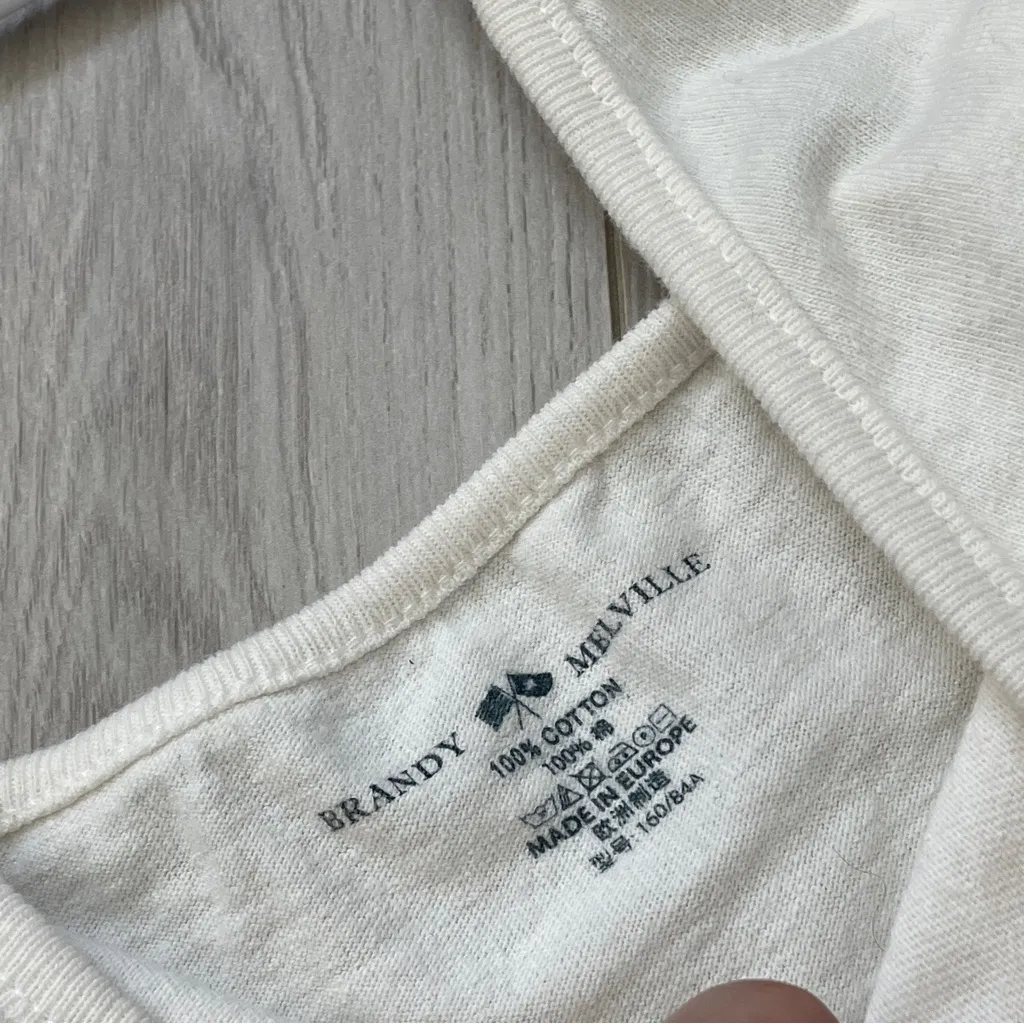 BRANDY MELVILLE
100% COTTON
100% 棉
MADE IN EUROPE
欧洲制造
型号: 160/84A